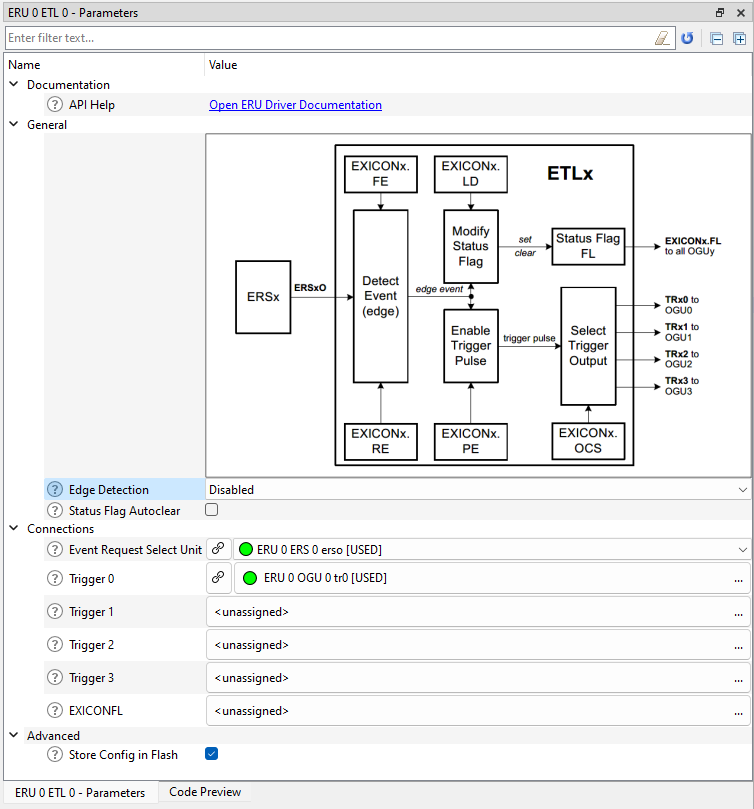 ERU 0 ETL 0 - Parameters
Enter filter text...
Name Value
Documentation
API Help Open ERU Driver Documentation
General
EXICONx.
FE
EXICONx.
LD
ETLx
Modify
Status
Flag
set
clear
Status Flag
FL
EXICONx.FL
to all OGUy
ERSx
ERSxO
Detect
Event
(edge)
edge event
Enable
Trigger
Pulse
trigger pulse
Select
Trigger
Output
TRx0 to
OGU0
TRx1 to
OGU1
TRx2 to
OGU2
TRx3 to
OGU3
EXICONx.
RE
EXICONx.
PE
EXICONx.
OCS
Edge Detection Disabled
Status Flag Autoclear
Connections
Event Request Select Unit ERU 0 ERS 0 erso [USED]
Trigger 0 ERU 0 OGU 0 tr0 [USED] ...
Trigger 1 <unassigned> ...
Trigger 2 <unassigned> ...
Trigger 3 <unassigned> ...
EXICONFL <unassigned> ...
Advanced
Store Config in Flash
ERU 0 ETL 0 - Parameters Code Preview